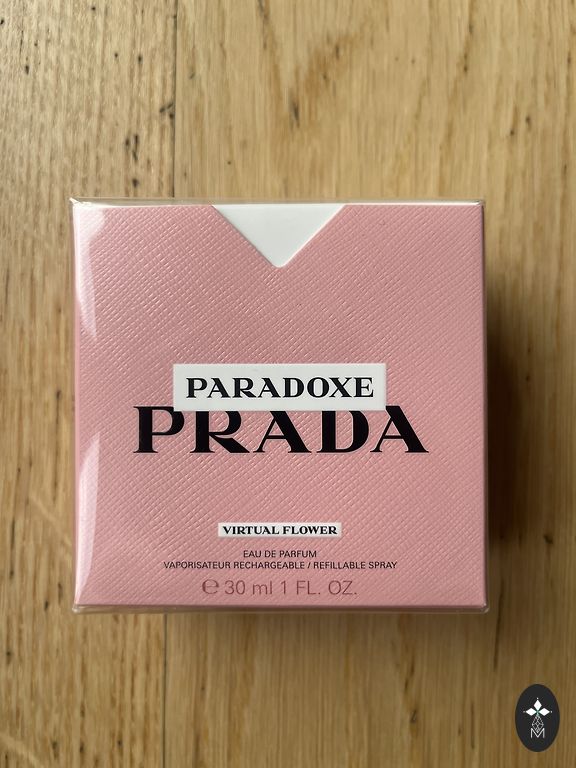 PARADOXE
PRADA
VIRTUAL FLOWER
EAU DE PARFUM
VAPORISATEUR RECHARGEABLE / REFILLABLE SPRAY
℮ 30 ml 1 FL. OZ.
M